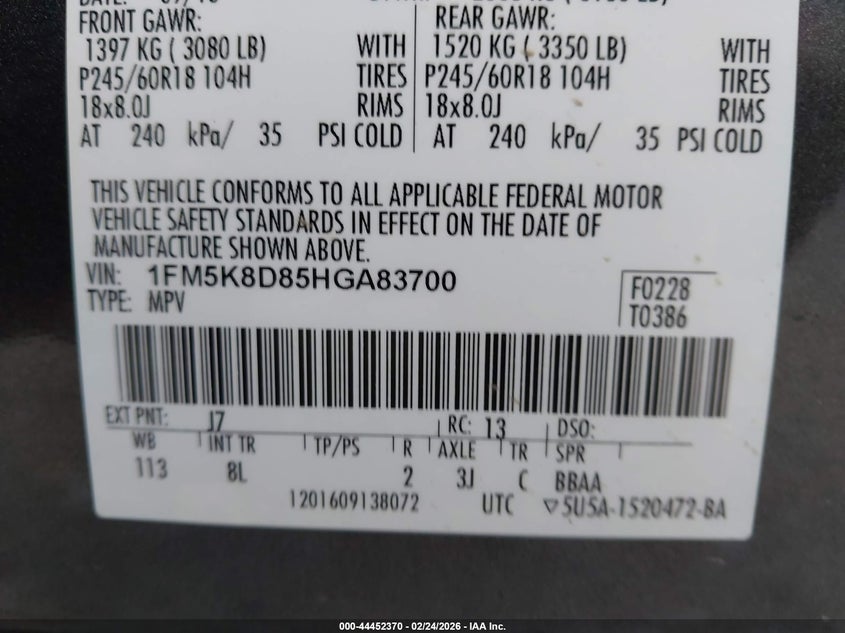 FRONT GAWR: REAR GAWR:
1397 KG ( 3080 LB) WITH 1520 KG ( 3350 LB) WITH
P245/60R18 104H TIRES P245/60R18 104H TIRES
18x8.0J RIMS 18x8.0J RIMS
AT 240 kPa/ 35 PSI COLD AT 240 kPa/ 35 PSI COLD
THIS VEHICLE CONFORMS TO ALL APPLICABLE FEDERAL MOTOR
VEHICLE SAFETY STANDARDS IN EFFECT ON THE DATE OF
MANUFACTURE SHOWN ABOVE.
VIN: 1FM5K8D85HGA83700 F0228
TYPE: MPV T0386
EXT PNT: J7 RC: 13 DSO:
WB INT TR TP/PS R AXLE TR SPR
113 8L 2 3J C BBAA
1201609138072 UTC ▽5U5A-1520472-BA
000-44452370 - 02/24/2026 - IAA Inc.